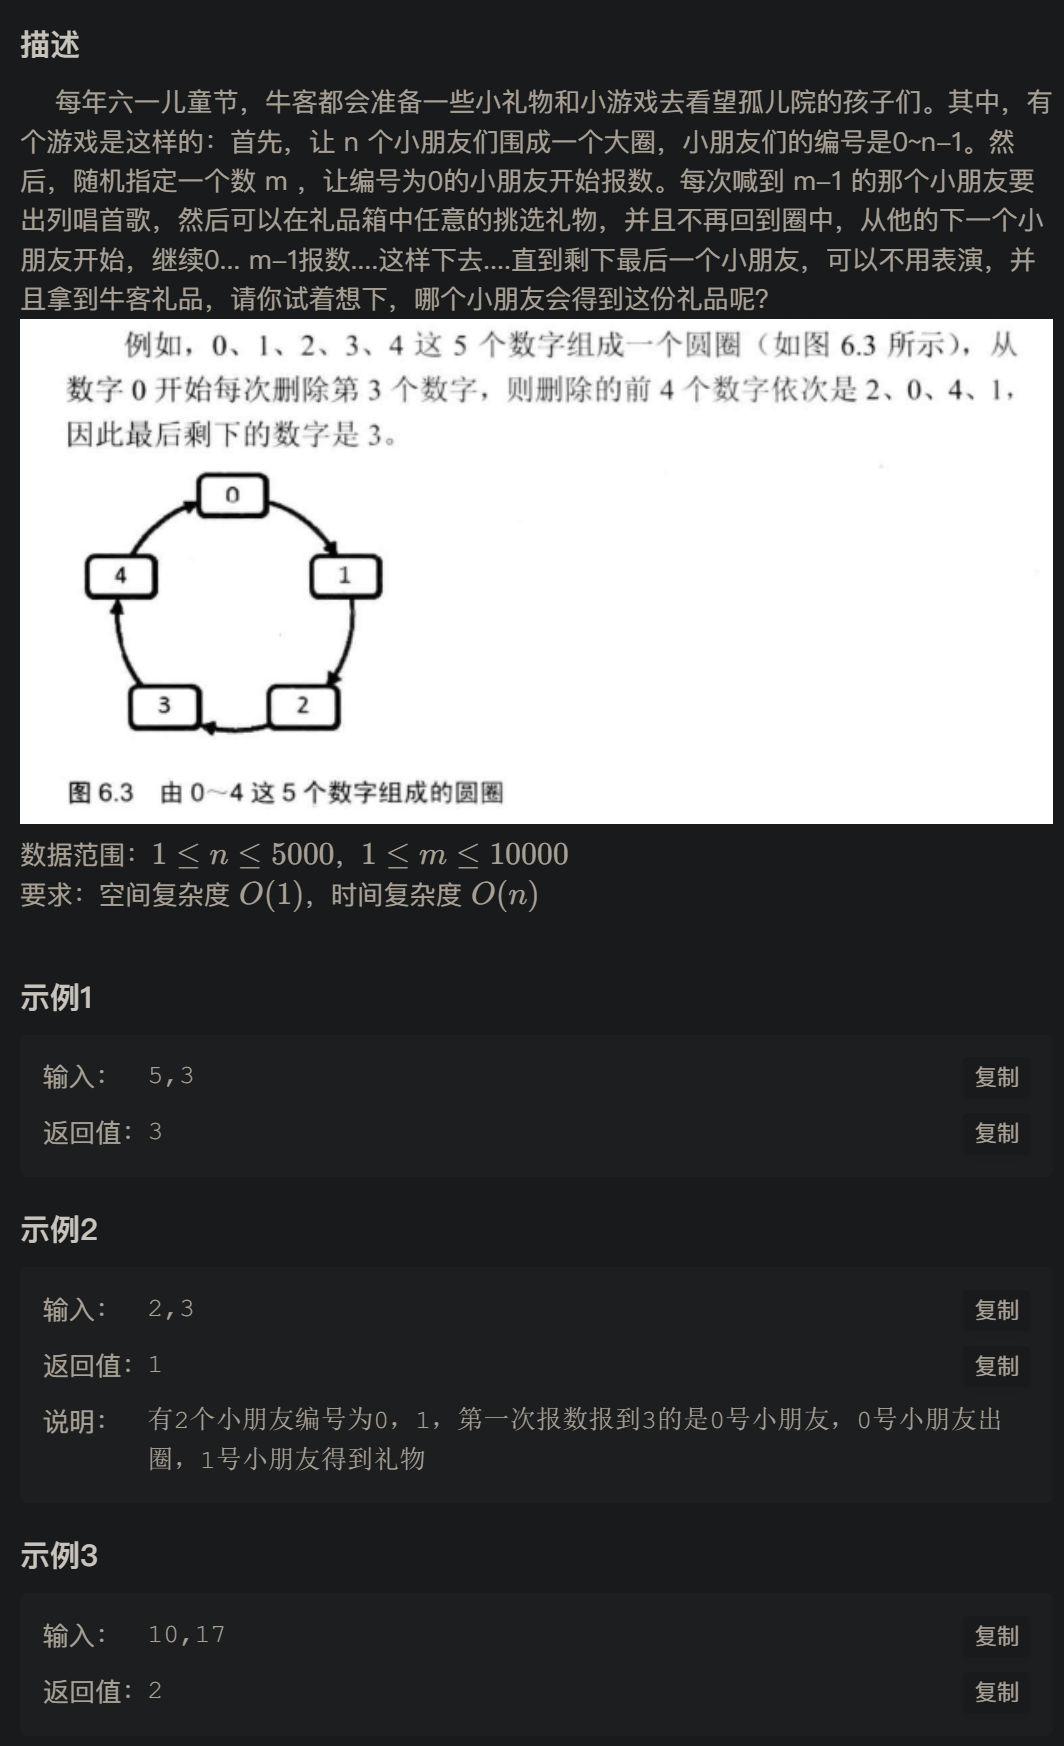 描述
每年六一儿童节，牛客都会准备一些小礼物和小游戏去看望孤儿院的孩子们。其中，有
个游戏是这样的：首先，让 n 个小朋友们围成一个大圈，小朋友们的编号是0~n-1。然
后，随机指定一个数 m ，让编号为0的小朋友开始报数。每次喊到 m-1 的那个小朋友要
出列唱首歌，然后可以在礼品箱中任意的挑选礼物，并且不再回到圈中，从他的下一个小
朋友开始，继续0... m-1报数....这样下去....直到剩下最后一个小朋友，可以不用表演，并
且拿到牛客礼品，请你试着想下，哪个小朋友会得到这份礼品呢?
例如，0、1、2、3、4 这 5 个数字组成一个圆圈（如图 6.3 所示），从
数字 0 开始每次删除第 3 个数字，则删除的前 4 个数字依次是 2、0、4、1，
因此最后剩下的数字是 3。
0
4
1
3
2
图 6.3 由 0～4 这 5 个数字组成的圆圈
数据范围：1 ≤ n ≤ 5000，1 ≤ m ≤ 10000
要求：空间复杂度 O(1)，时间复杂度 O(n)
示例1
输入： 5,3 复制
返回值：3 复制
示例2
输入： 2,3 复制
返回值：1 复制
说明： 有2个小朋友编号为0，1，第一次报数报到3的是0号小朋友，0号小朋友出
圈，1号小朋友得到礼物
示例3
输入： 10,17 复制
返回值：2 复制